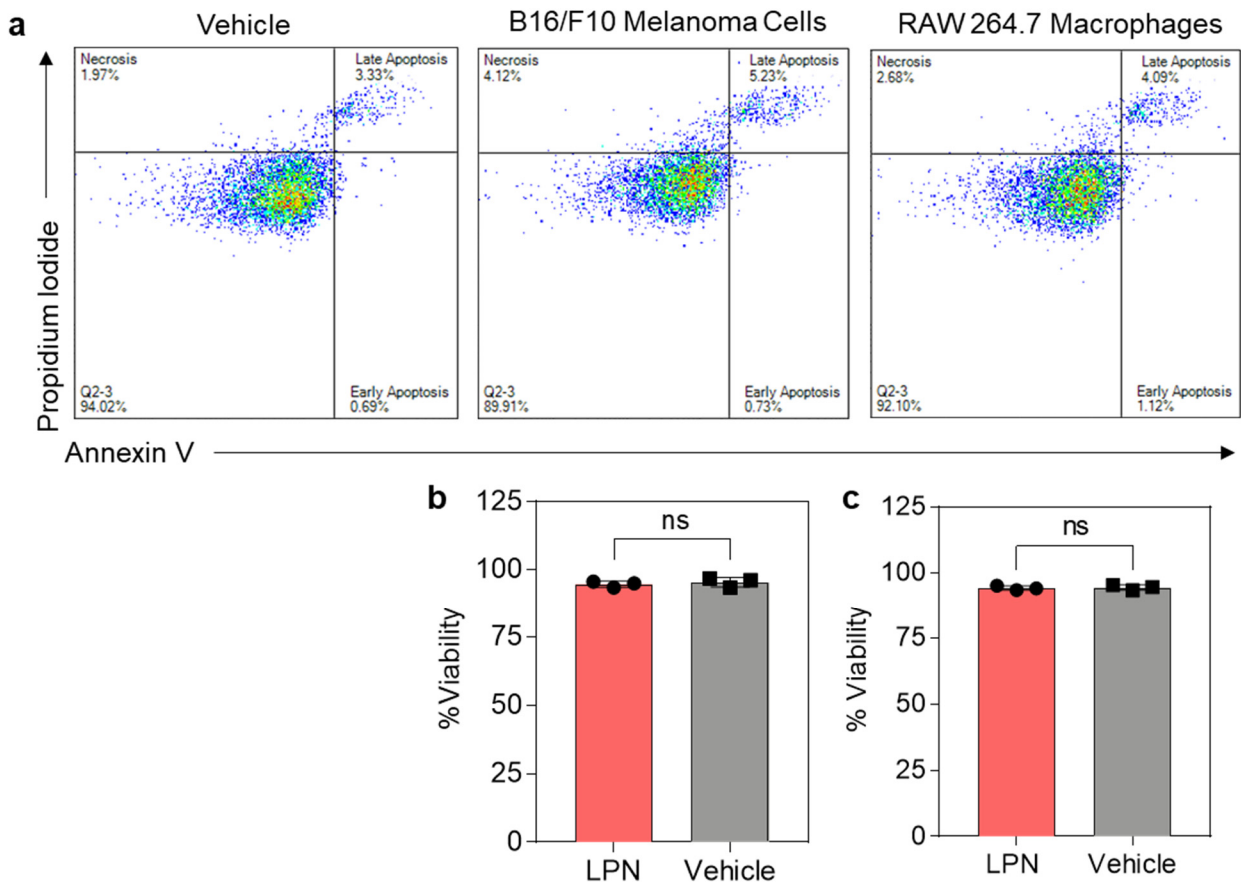 a
Vehicle
B16/F10 Melanoma Cells
RAW 264.7 Macrophages
Propidium Iodide
Necrosis
1.97%
Late Apoptosis
3.33%
Q2-3
94.02%
Early Apoptosis
0.69%
Necrosis
4.12%
Late Apoptosis
5.23%
Q2-3
89.91%
Early Apoptosis
0.73%
Necrosis
2.68%
Late Apoptosis
4.09%
Q2-3
92.10%
Early Apoptosis
1.12%
Annexin V
b
% Viability
125
100
75
50
25
0
ns
LPN
Vehicle
c
% Viability
125
100
75
50
25
0
ns
LPN
Vehicle